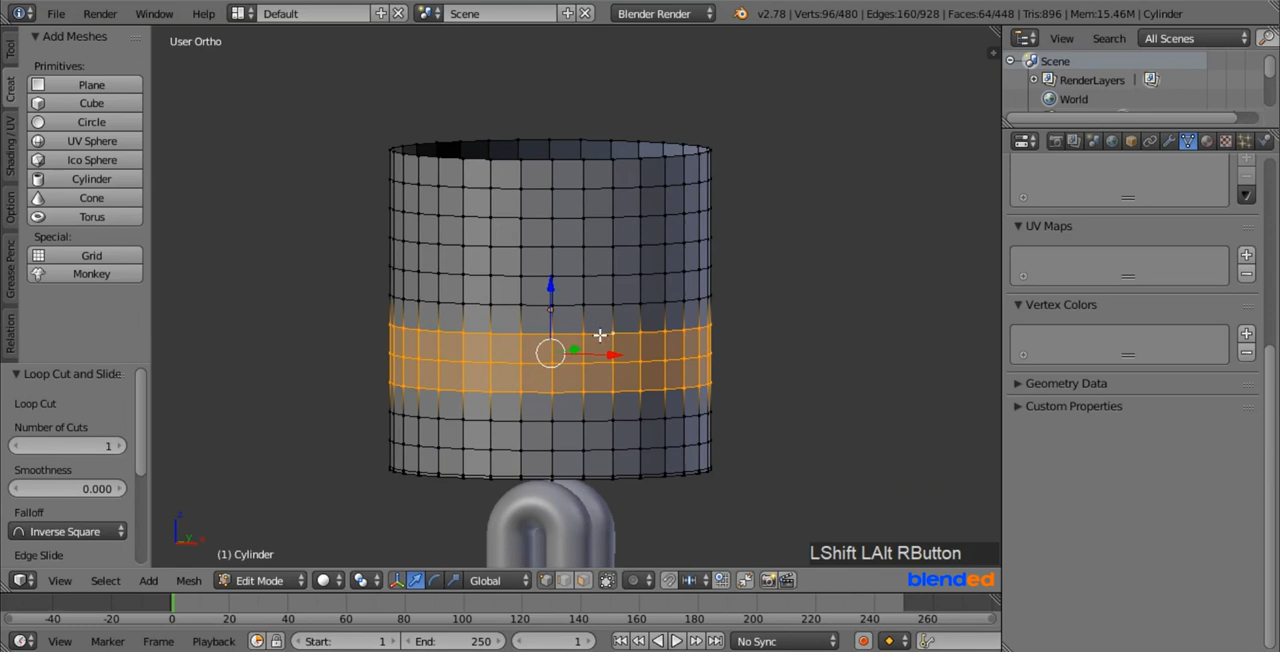 File Render Window Help Default Scene Blender Render v2.78 | Verts:96/480 | Edges:160/928 | Faces:64/448 | Tris:896 | Mem:15.46M | Cylinder
Add Meshes
Primitives:
Plane
Cube
Circle
UV Sphere
Ico Sphere
Cylinder
Cone
Torus
Special:
Grid
Monkey
Tool
Creat
Shading / UV
Option
Grease Penc
Relation
Loop Cut and Slide
Loop Cut
Number of Cuts
1
Smoothness
0.000
Falloff
Inverse Square
Edge Slide
User Ortho
(1) Cylinder
LShift LAlt RButton
blended
View Select Add Mesh Edit Mode Global
-40 -20 0 20 40 60 80 100 120 140 160 180 200 220 240 260
View Marker Frame Playback Start: 1 End: 250 1 No Sync
View Search All Scenes
Scene
RenderLayers
World
UV Maps
Vertex Colors
Geometry Data
Custom Properties